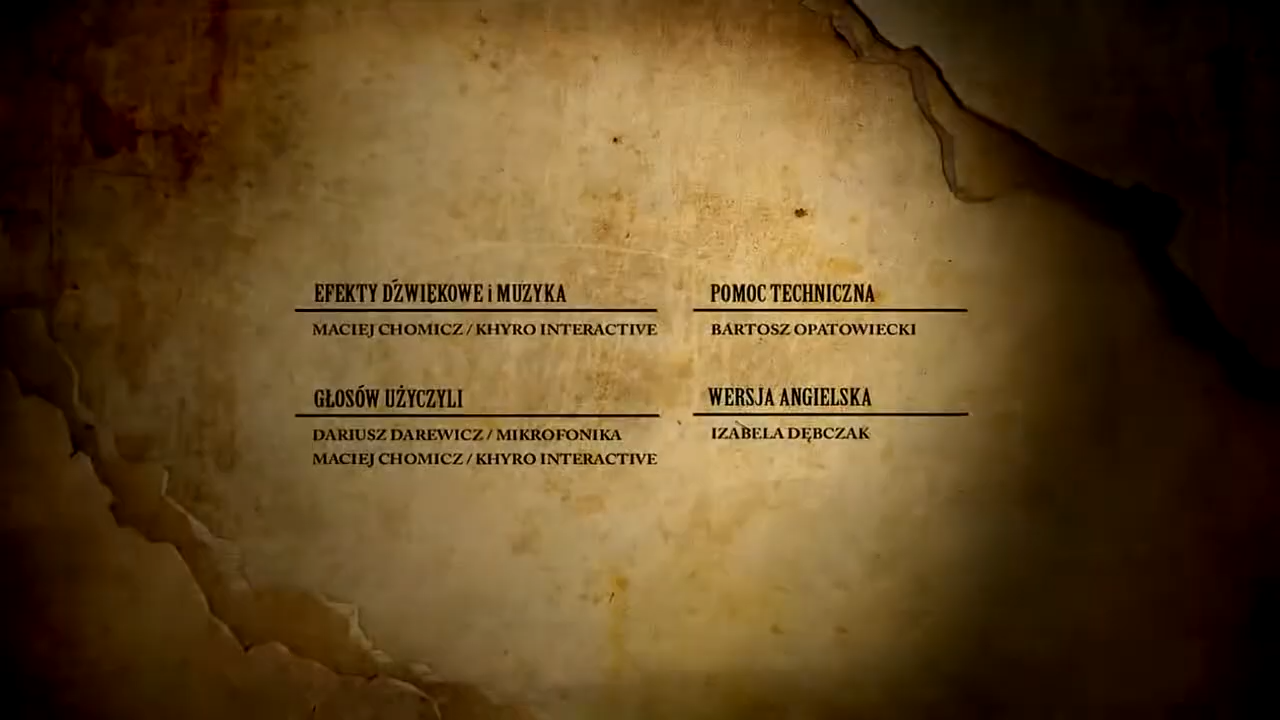 EFEKTY DŹWIĘKOWE i MUZYKA
MACIEJ CHOMICZ / KHYRO INTERACTIVE
GŁOSÓW UŻYCZYLI
DARIUSZ DAREWICZ / MIKROFONIKA
MACIEJ CHOMICZ / KHYRO INTERACTIVE
POMOC TECHNICZNA
BARTOSZ OPATOWIECKI
WERSJA ANGIELSKA
IZABELA DĘBCZAK